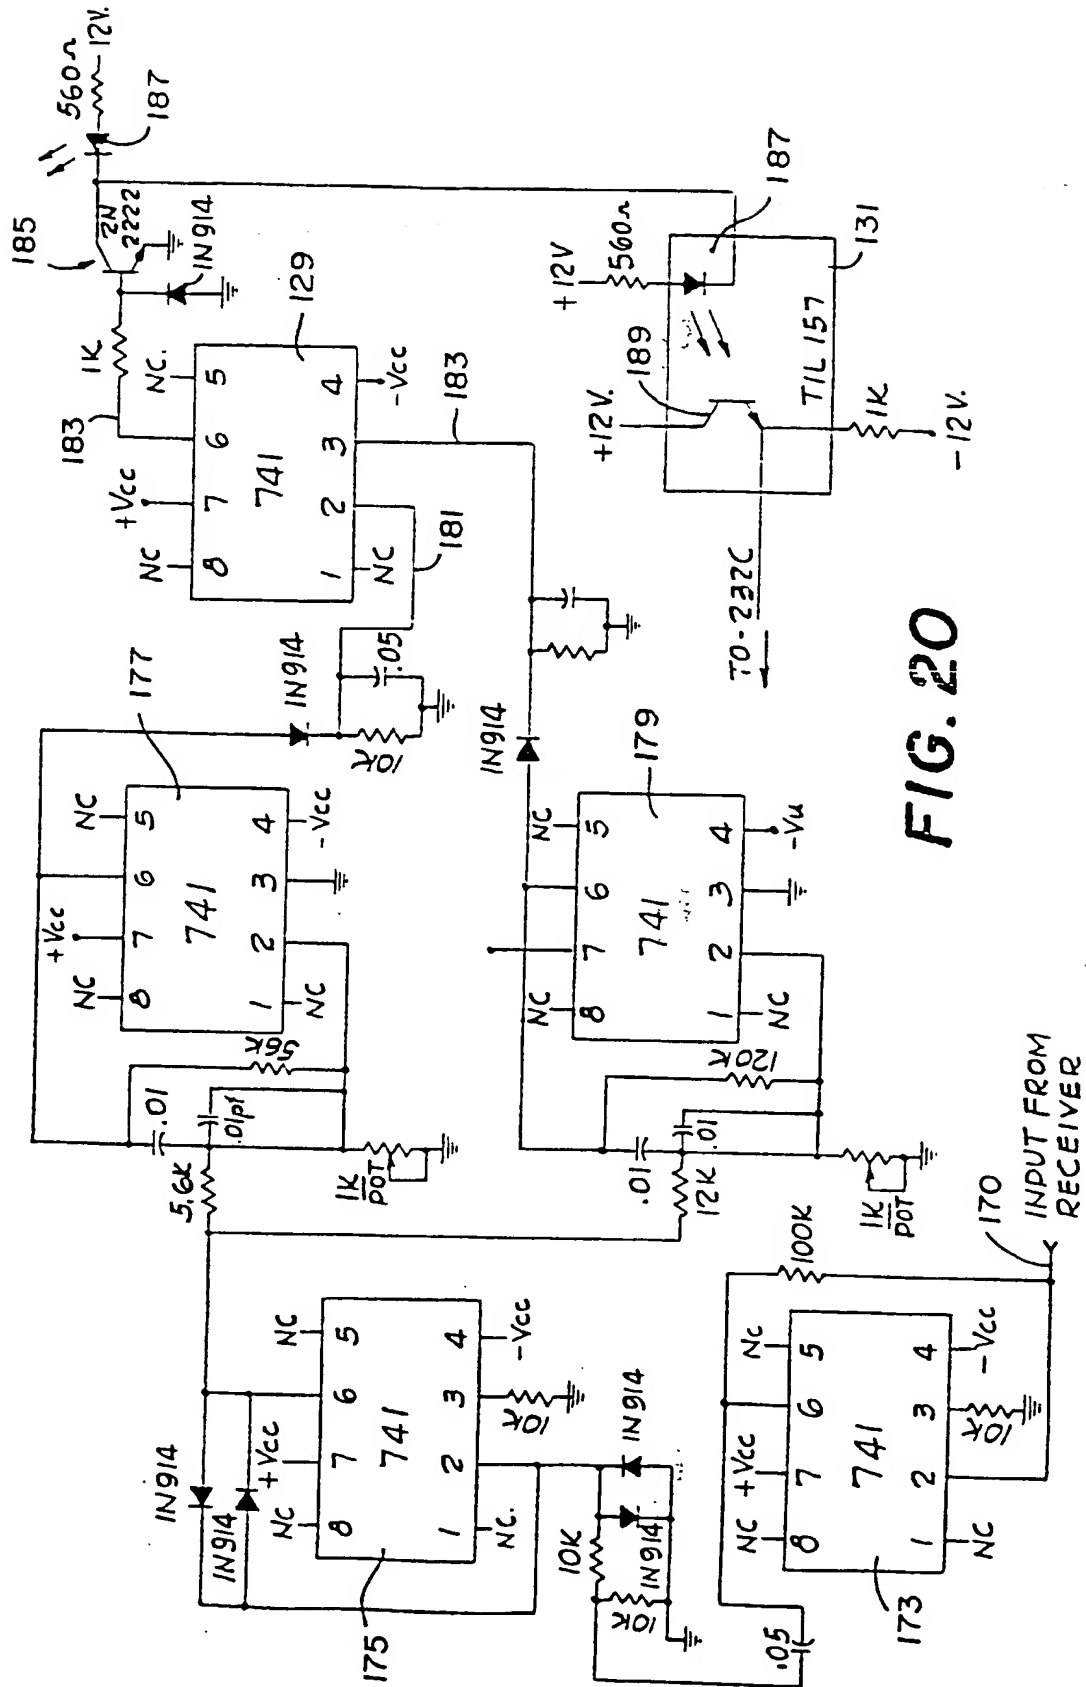 560Ω
12V.
187
185
2N
2222
1N914
1K
183
NC
+Vcc
NC.
8 7 6 5
741
1 2 3 4
129
NC
-Vcc
181
183
+12V
560Ω
187
+12V.
189
TIL 157
131
1K
-12V.
TO-232C
177
NC
+Vcc
NC
8 7 6 5
741
1 2 3 4
NC
-Vcc
1N914
10K
.05
.01
56K
.01pf
5.6K
1K
POT
179
NC
NC
8 7 6 5
741
1 2 3 4
NC
-Vu
1N914
.01
120K
.01
12K
1K
POT
1N914
1N914
NC
+Vcc
NC
8 7 6 5
741
1 2 3 4
NC.
-Vcc
10K
175
10K
10K
1N914
1N914
.05
NC
+Vcc
NC
8 7 6 5
741
1 2 3 4
NC
-Vcc
10K
173
100K
170
INPUT FROM
RECEIVER
FIG. 20